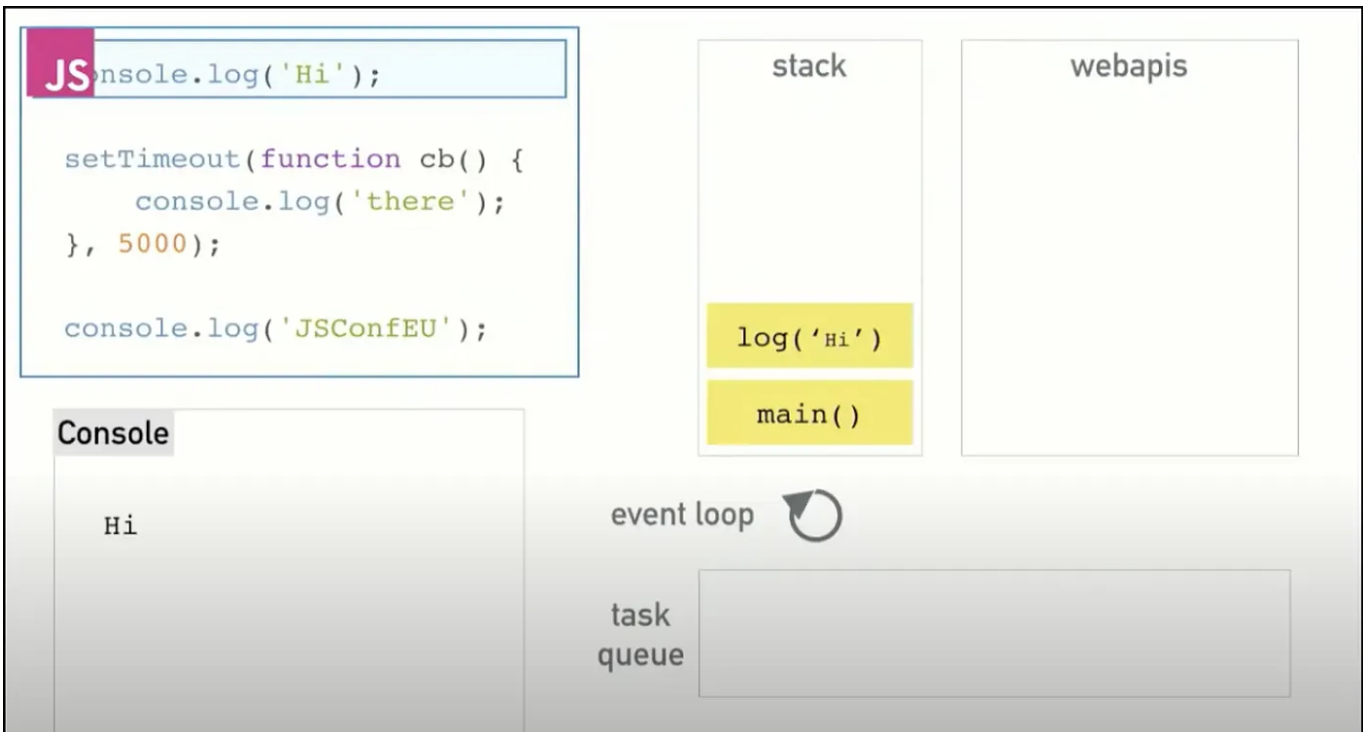 JS
onsole.log('Hi');
setTimeout(function cb() {
console.log('there');
}, 5000);
console.log('JSConfEU');
Console
Hi
stack
log(‘Hi’)
main()
webapis
event loop
task
queue